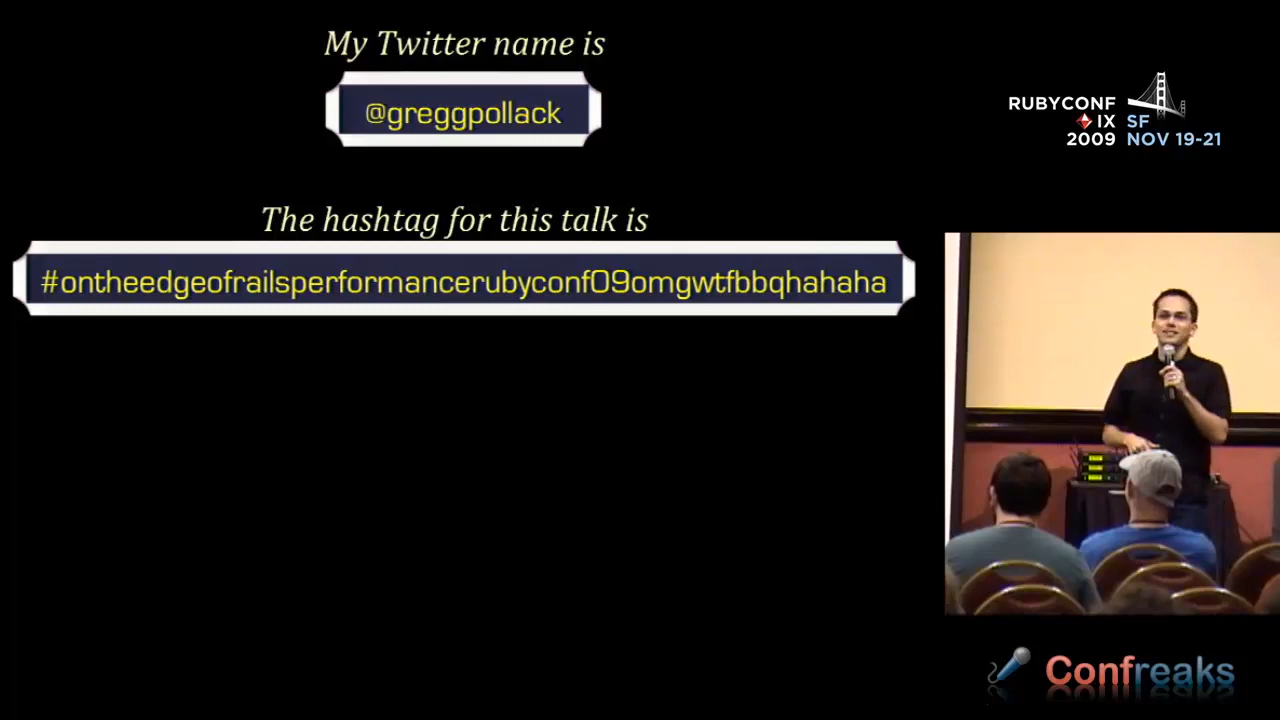 My Twitter name is
@greggpollack
The hashtag for this talk is
#ontheedgeofrailsperformancerubyconf09omgwtfbbqhahaha
RUBYCONF
IX SF
2009 NOV 19-21
Confreaks